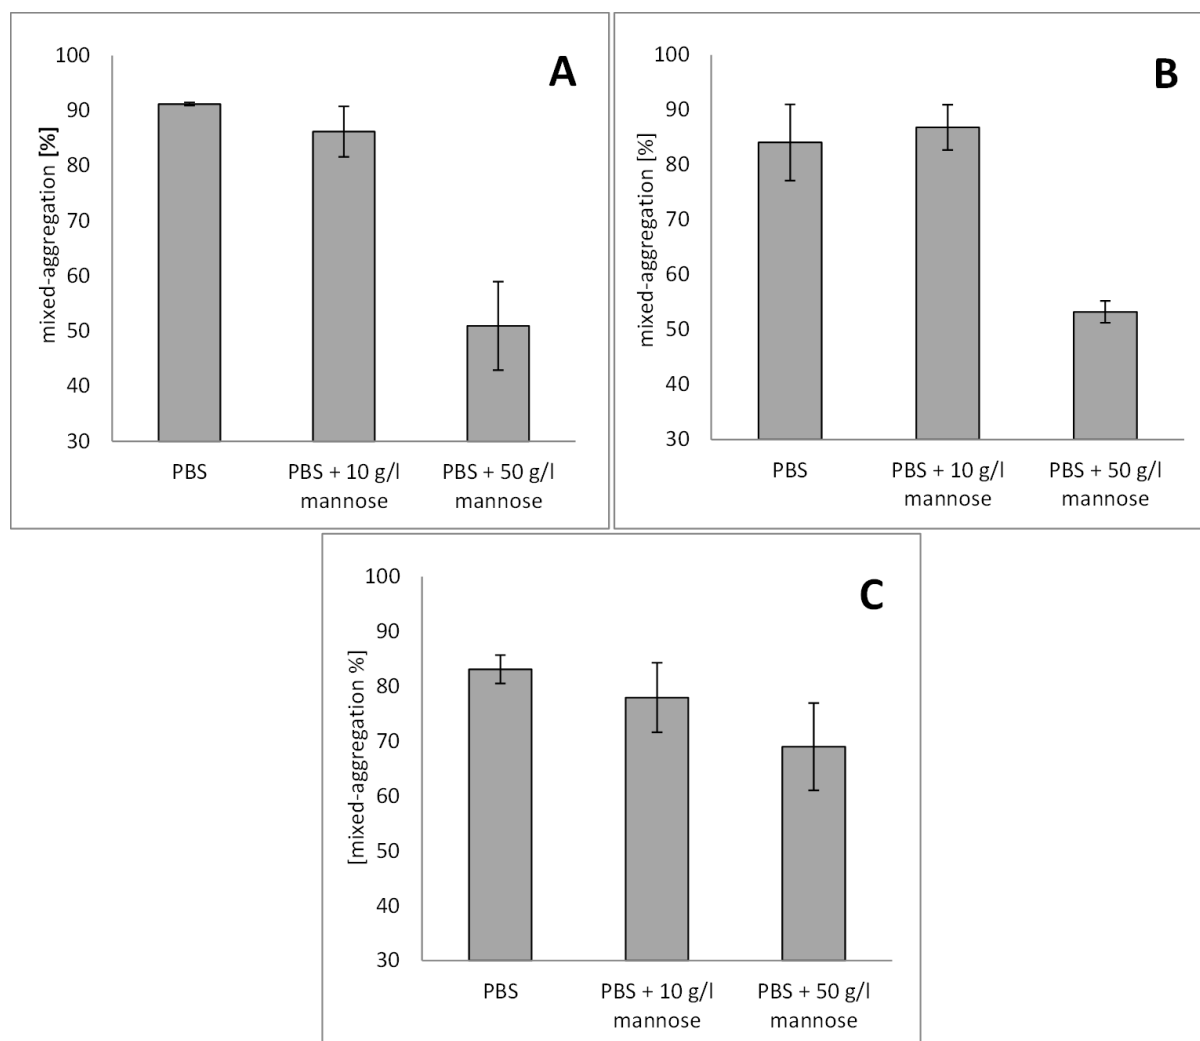 A
mixed-aggregation [%]
100
90
80
70
60
50
40
30
PBS
PBS + 10 g/l
mannose
PBS + 50 g/l
mannose
B
mixed-aggregation [%]
100
90
80
70
60
50
40
30
PBS
PBS + 10 g/l
mannose
PBS + 50 g/l
mannose
C
[mixed-aggregation %]
100
90
80
70
60
50
40
30
PBS
PBS + 10 g/l
mannose
PBS + 50 g/l
mannose